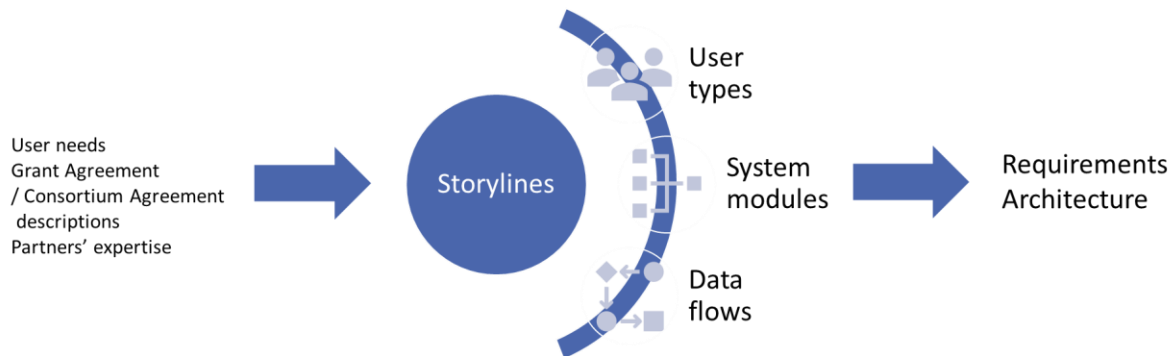 User needs
Grant Agreement
/ Consortium Agreement
descriptions
Partners’ expertise
Storylines
User
types
System
modules
Data
flows
Requirements
Architecture